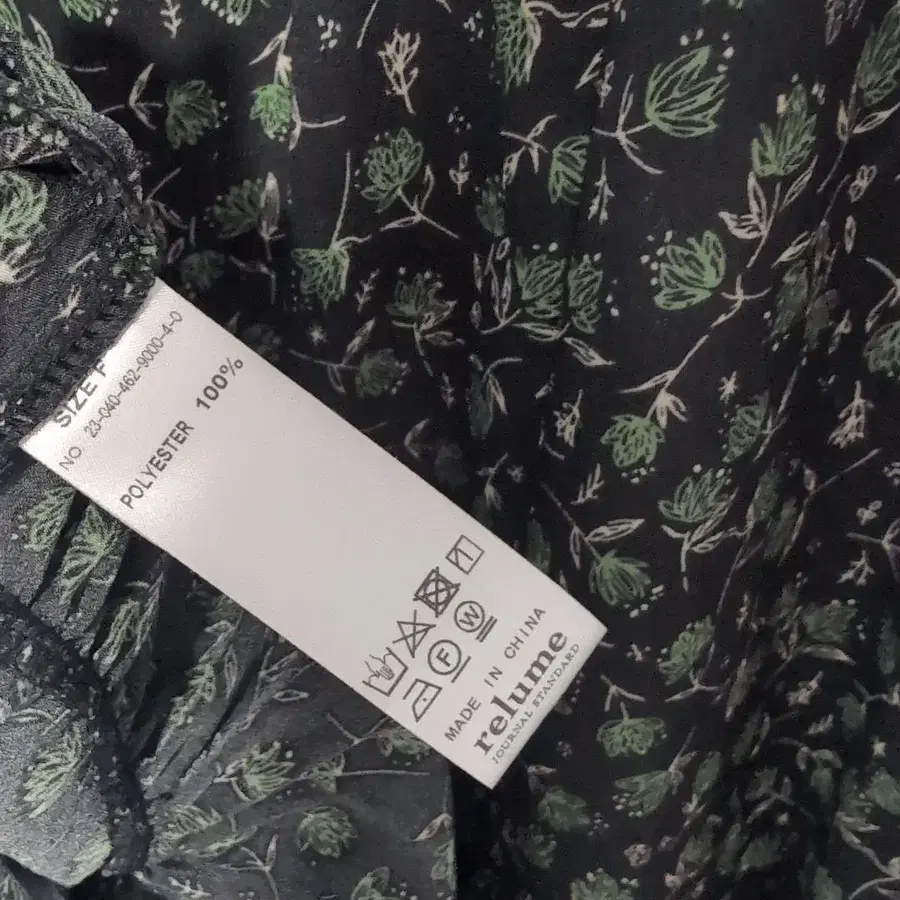 SIZE F
NO. 23-040-462-9000-4-0
POLYESTER 100%
F W
MADE IN CHINA
relume
JOURNAL STANDARD